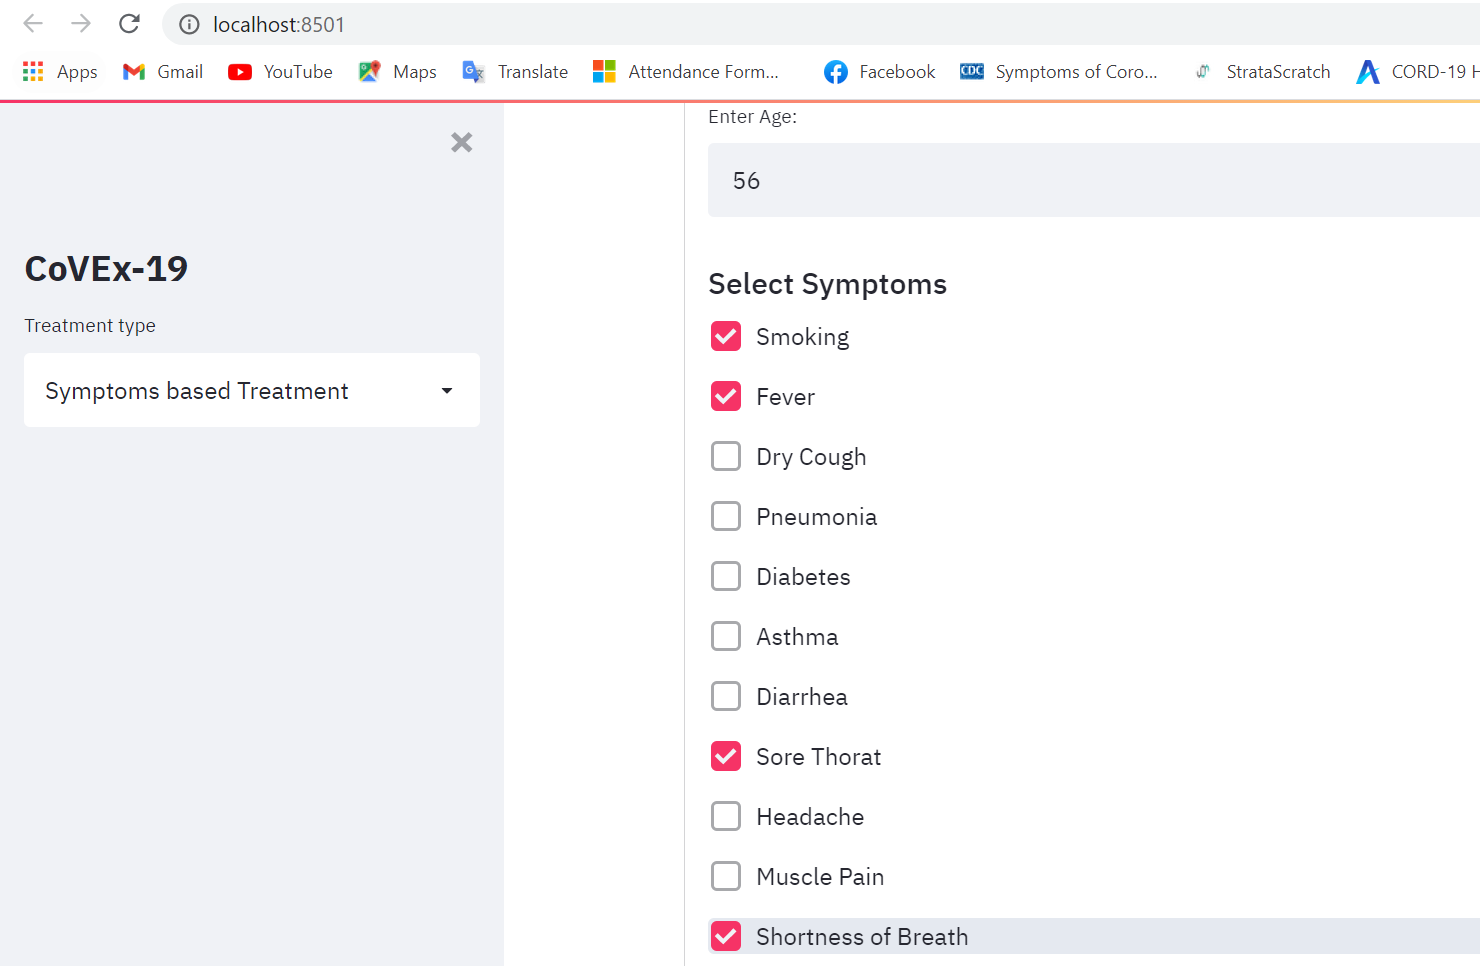 localhost:8501
Apps Gmail YouTube Maps Translate Attendance Form... Facebook CDC Symptoms of Coro... StrataScratch CORD-19 H
Enter Age:
56
CoVEx-19
Treatment type
Symptoms based Treatment
Select Symptoms
Smoking
Fever
Dry Cough
Pneumonia
Diabetes
Asthma
Diarrhea
Sore Thorat
Headache
Muscle Pain
Shortness of Breath